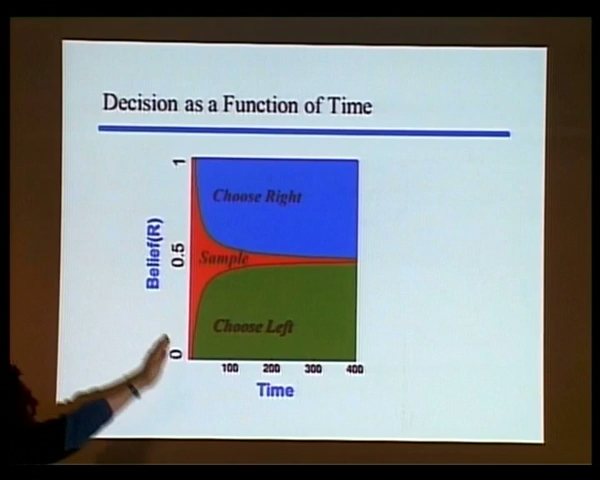 Decision as a Function of Time
1
Choose Right
Belief(R)
0.5
Sample
Choose Left
0
100 200 300 400
Time